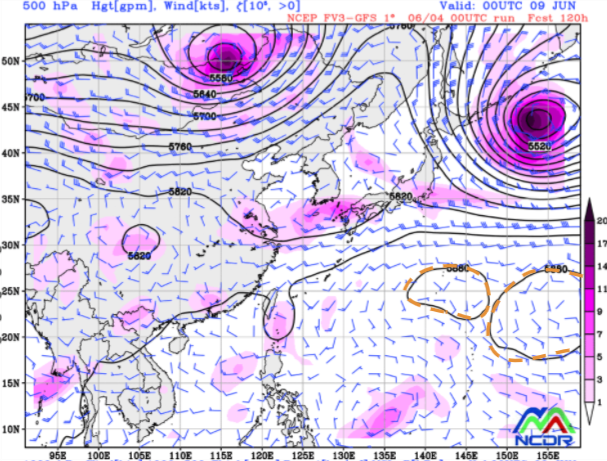 500 hPa Hgt[gpm], Wind[kts], ζ[10⁵, >0] Valid: 00UTC 09 JUN
NCEP FV3-GFS 1° 06/04 00UTC run Fcst 120h
50N
45N
40N
35N
30N
25N
20N
15N
10N
5580
5640
5700
5700
5760
5760
5820
5820
5820
5520
5880
5880
20
17
14
11
9
7
5
3
1
NCDR
95E 100E 105E 110E 115E 120E 125E 130E 135E 140E 145E 150E 155E